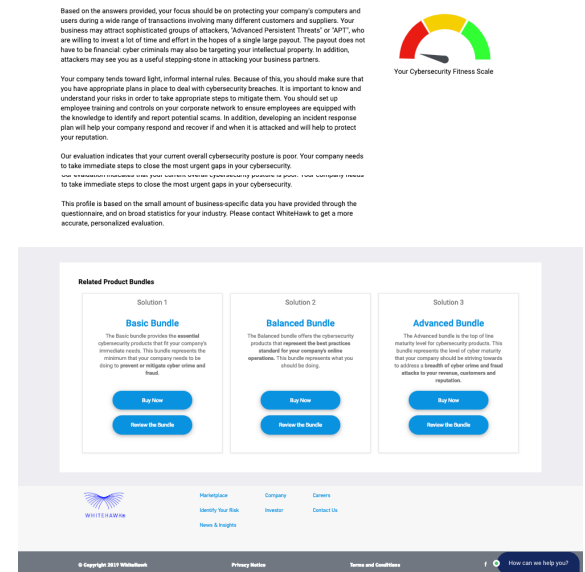 Based on the answers provided, your focus should be on protecting your company's computers and
users during a wide range of transactions involving many different customers and suppliers. Your
business may attract sophisticated groups of attackers, "Advanced Persistent Threats" or "APT", who
are willing to invest a lot of time and effort in the hopes of a single large payout. The payout does not
have to be financial: cyber criminals may also be targeting your intellectual property. In addition,
attackers may see you as a useful stepping-stone in attacking your business partners.
Your Cybersecurity Fitness Scale
Your company tends toward light, informal internal rules. Because of this, you should make sure that
you have appropriate plans in place to deal with cybersecurity breaches. It is important to know and
understand your risks in order to take appropriate steps to mitigate them. You should set up
employee training and controls on your corporate network to ensure employees are equipped with
the knowledge to identify and report potential scams. In addition, developing an incident response
plan will help your company respond and recover if and when it is attacked and will help to protect
your reputation.
Our evaluation indicates that your current overall cybersecurity posture is poor. Your company needs
to take immediate steps to close the most urgent gaps in your cybersecurity.
Our evaluation indicates that your current overall cybersecurity posture is poor. Your company needs
to take immediate steps to close the most urgent gaps in your cybersecurity.
This profile is based on the small amount of business-specific data you have provided through the
questionnaire, and on broad statistics for your industry. Please contact WhiteHawk to get a more
accurate, personalized evaluation.
Related Product Bundles
Solution 1
Basic Bundle
The Basic bundle provides the essential
cybersecurity products that fit your company's
immediate needs. This bundle represents the
minimum that your company needs to be
doing to prevent or mitigate cyber crime and
fraud.
Buy Now
Review the Bundle
Solution 2
Balanced Bundle
The Balanced bundle offers the cybersecurity
products that represent the best practices
standard for your company's online
operations. This bundle represents what you
should be doing.
Buy Now
Review the Bundle
Solution 3
Advanced Bundle
The Advanced bundle is the top of line
maturity level for cybersecurity products. This
bundle represents the level of cyber maturity
that your company should be striving towards
to address a breadth of cyber crime and fraud
attacks to your revenue, customers and
reputation.
Buy Now
Review the Bundle
WHITEHAWK
Marketplace
Company
Careers
Identify Your Risk
Investor
Contact Us
News & Insights
© Copyright 2019 WhiteHawk
Privacy Notice
Terms and Conditions
f
How can we help you?